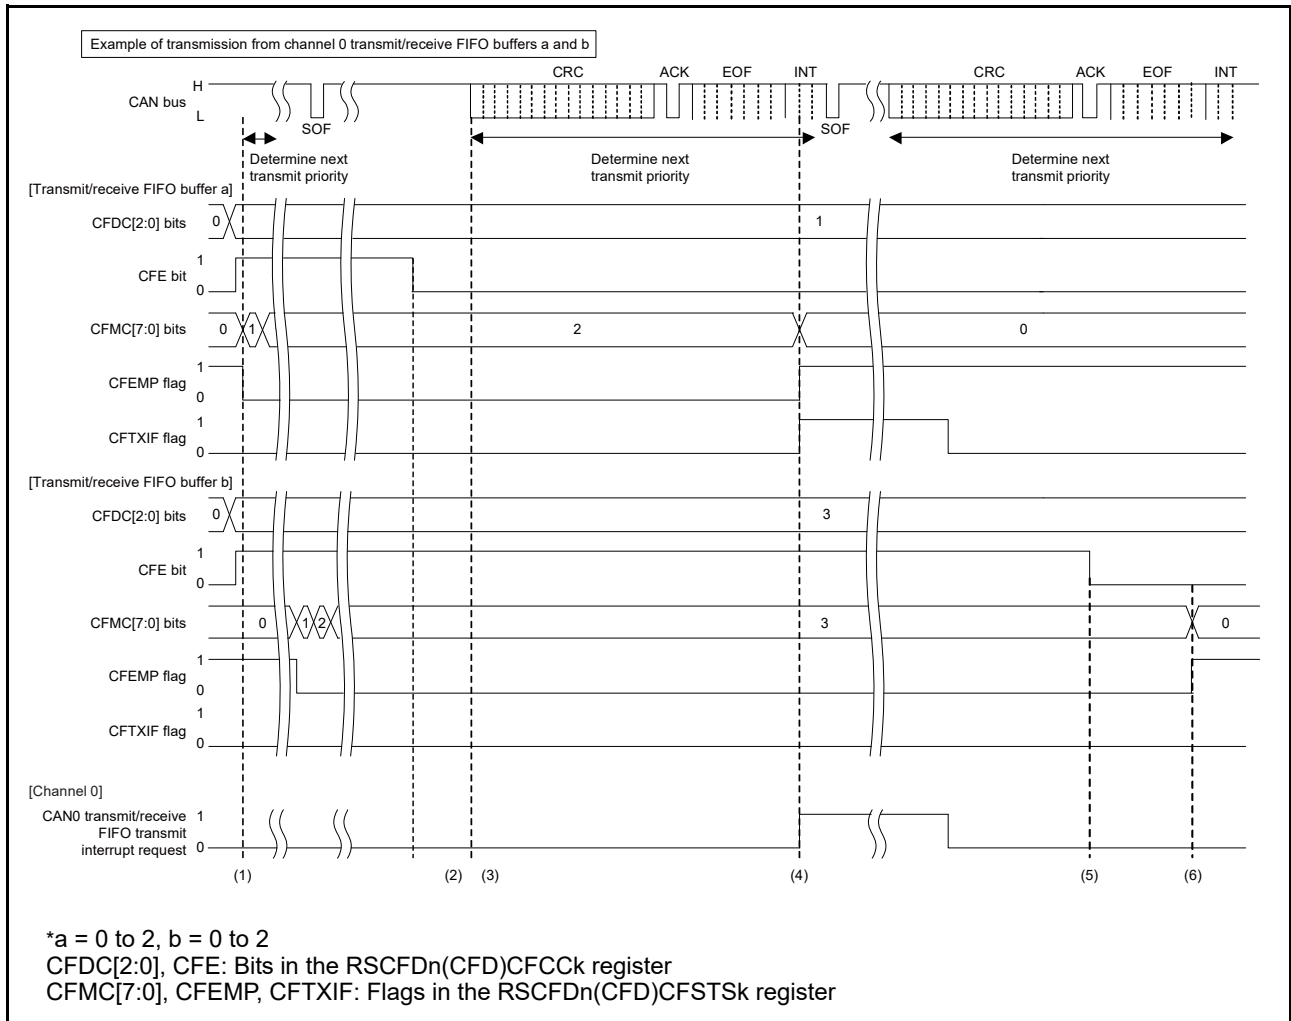 Example of transmission from channel 0 transmit/receive FIFO buffers a and b
CRC ACK EOF INT CRC ACK EOF INT
H
CAN bus
L
SOF SOF
Determine next Determine next Determine next
transmit priority transmit priority transmit priority
[Transmit/receive FIFO buffer a]
CFDC[2:0] bits 0 1
1
CFE bit
0
CFMC[7:0] bits 0 1 2 0
1
CFEMP flag
0
1
CFTXIF flag
0
[Transmit/receive FIFO buffer b]
CFDC[2:0] bits 0 3
1
CFE bit
0
CFMC[7:0] bits 0 1 2 3 0
1
CFEMP flag
0
1
CFTXIF flag
0
[Channel 0]
CAN0 transmit/receive 1
FIFO transmit
interrupt request 0
(1) (2) (3) (4) (5) (6)
*a = 0 to 2, b = 0 to 2
CFDC[2:0], CFE: Bits in the RSCFDn(CFD)CFCCk register
CFMC[7:0], CFEMP, CFTXIF: Flags in the RSCFDn(CFD)CFSTSk register